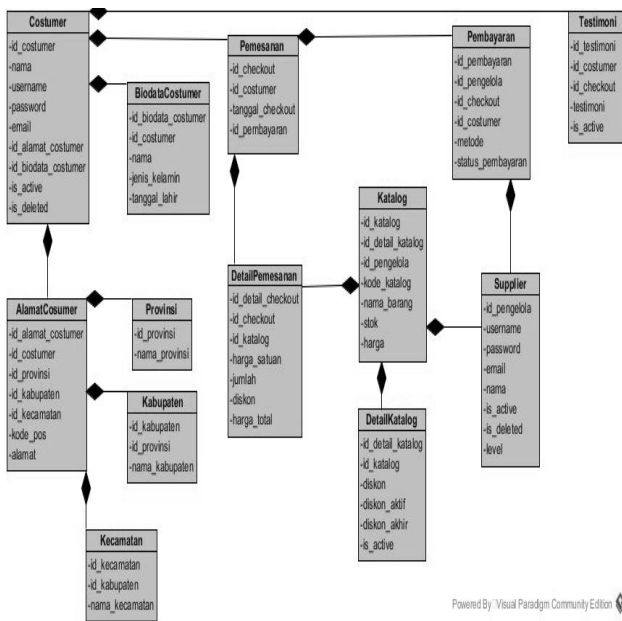 Costumer
-id_costumer
-nama
-username
-password
-email
-id_alamat_costumer
-id_biodata_costumer
-is_active
-is_deleted
BiodataCostumer
-id_biodata_costumer
-id_costumer
-nama
-jenis_kelamin
-tanggal_lahir
Pemesanan
-id_checkout
-id_costumer
-tanggal_checkout
-id_pembayaran
Pembayaran
-id_pembayaran
-id_pengelola
-id_checkout
-id_costumer
-metode
-status_pembayaran
Testimoni
-id_testimoni
-id_costumer
-id_checkout
-testimoni
-is_active
AlamatCosumer
-id_alamat_costumer
-id_costumer
-id_provinsi
-id_kabupaten
-id_kecamatan
-kode_pos
-alamat
Provinsi
-id_provinsi
-nama_provinsi
Kabupaten
-id_kabupaten
-id_provinsi
-nama_kabupaten
Kecamatan
-id_kecamatan
-id_kabupaten
-nama_kecamatan
DetailPemesanan
-id_detail_checkout
-id_checkout
-id_katalog
-harga_satuan
-jumlah
-diskon
-harga_total
Katalog
-id_katalog
-id_detail_katalog
-id_pengelola
-kode_katalog
-nama_barang
-stok
-harga
DetailKatalog
-id_detail_katalog
-id_katalog
-diskon
-diskon_aktif
-diskon_akhir
-is_active
Supplier
-id_pengelola
-username
-password
-email
-nama
-is_active
-is_deleted
-level
Powered By Visual Paradigm Community Edition